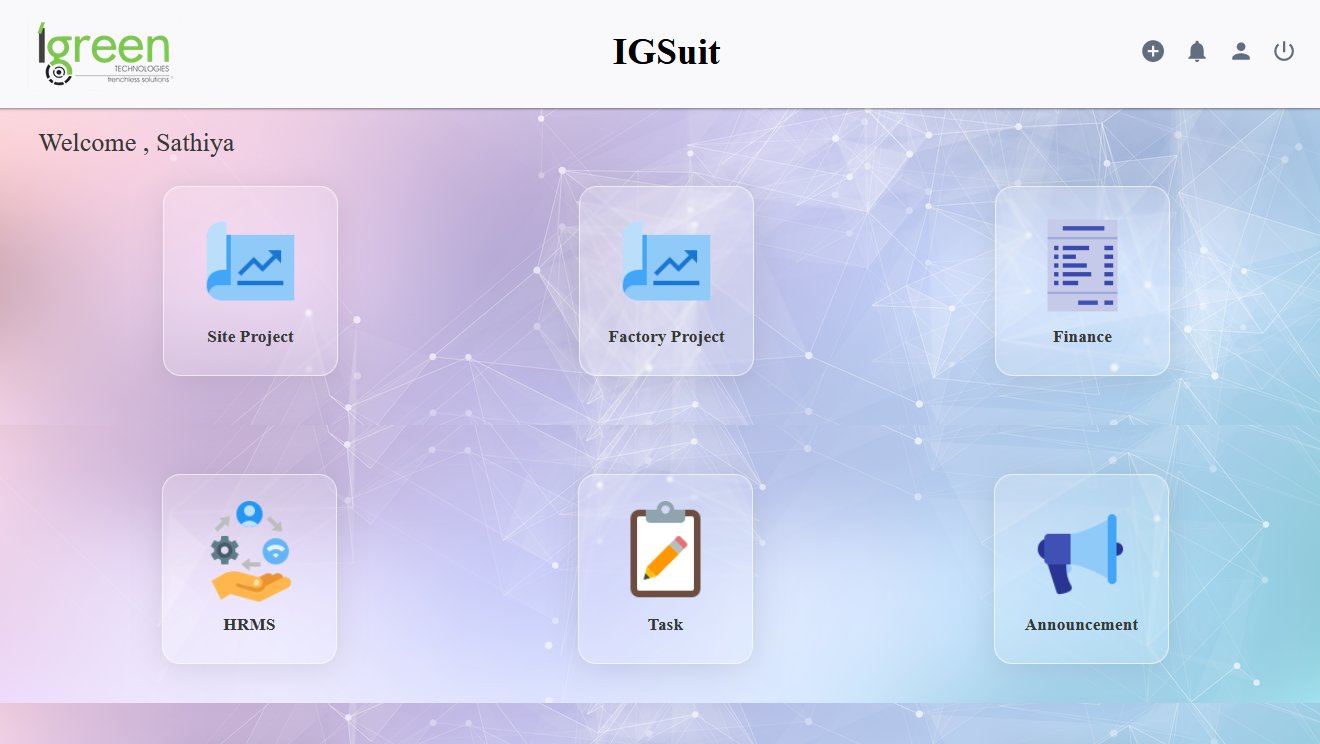 Igreen
TECHNOLOGIES
trenchless solutions
IGSuit
Welcome , Sathiya
Site Project
Factory Project
Finance
HRMS
Task
Announcement